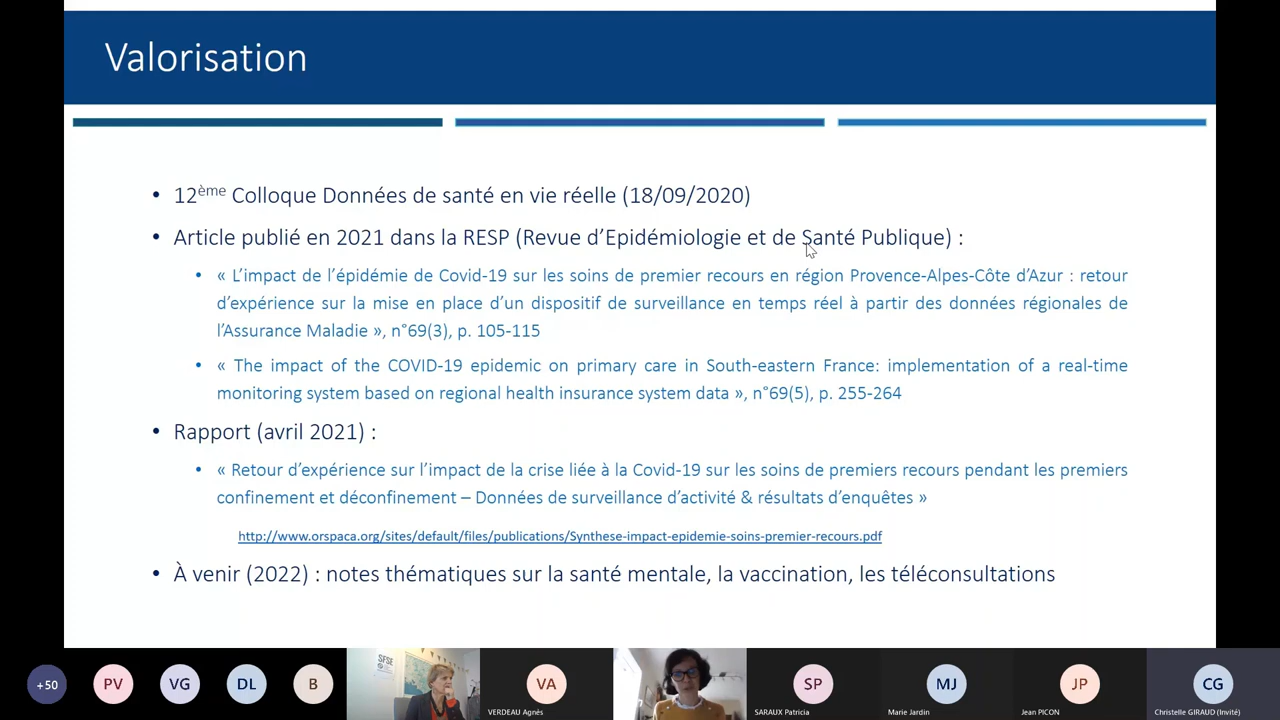 Valorisation
• 12ème Colloque Données de santé en vie réelle (18/09/2020)
• Article publié en 2021 dans la RESP (Revue d’Epidémiologie et de Santé Publique) :
• « L’impact de l’épidémie de Covid-19 sur les soins de premier recours en région Provence-Alpes-Côte d’Azur : retour
d’expérience sur la mise en place d’un dispositif de surveillance en temps réel à partir des données régionales de
l’Assurance Maladie », n°69(3), p. 105-115
• « The impact of the COVID-19 epidemic on primary care in South-eastern France: implementation of a real-time
monitoring system based on regional health insurance system data », n°69(5), p. 255-264
• Rapport (avril 2021) :
• « Retour d’expérience sur l’impact de la crise liée à la Covid-19 sur les soins de premiers recours pendant les premiers
confinement et déconfinement – Données de surveillance d’activité & résultats d’enquêtes »
http://www.orspaca.org/sites/default/files/publications/Synthese-impact-epidemie-soins-premier-recours.pdf
• À venir (2022) : notes thématiques sur la santé mentale, la vaccination, les téléconsultations
+50 PV VG DL B SFSE VA SP MJ JP CG
VERDEAU Agnès SARAUX Patricia Marie Jardin Jean PICON Christelle GIRAUD (Invité)